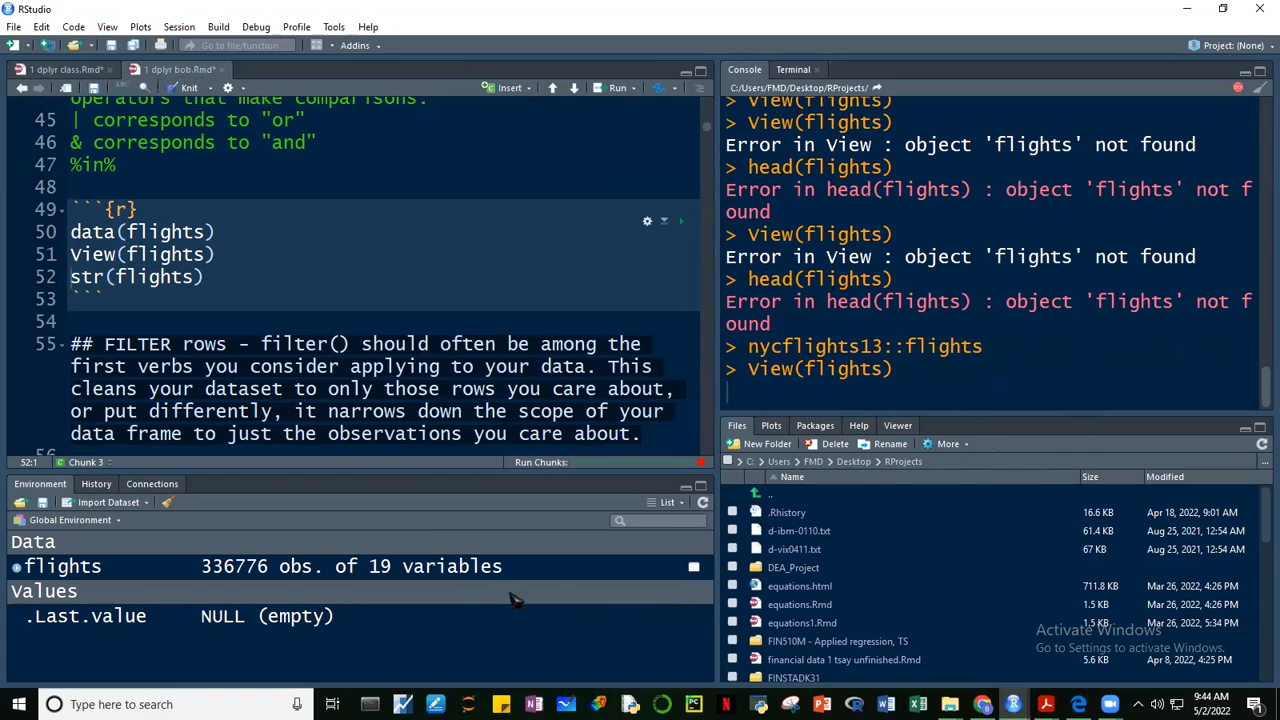 RStudio
File Edit Code View Plots Session Build Debug Profile Tools Help
Go to file/function Addins Project: (None)
1 dplyr class.Rmd* 1 dplyr bob.Rmd*
Knit Insert Run
operators that make comparisons.
45 | corresponds to "or"
46 & corresponds to "and"
47 %in%
48
49 ```{r}
50 data(flights)
51 View(flights)
52 str(flights)
53 ```
54
55 ## FILTER rows - filter() should often be among the
first verbs you consider applying to your data. This
cleans your dataset to only those rows you care about,
or put differently, it narrows down the scope of your
data frame to just the observations you care about.
52:1 Chunk 3 Run Chunks:
Environment History Connections
Import Dataset List
Global Environment
Data
flights 336776 obs. of 19 variables
Values
.Last.value NULL (empty)
Console Terminal
C:/Users/FMD/Desktop/RProjects/
> View(flights)
> View(flights)
Error in View : object 'flights' not found
> head(flights)
Error in head(flights) : object 'flights' not f
ound
> View(flights)
Error in View : object 'flights' not found
> head(flights)
Error in head(flights) : object 'flights' not f
ound
> nycflights13::flights
> View(flights)
Files Plots Packages Help Viewer
New Folder Delete Rename More
C: Users FMD Desktop RProjects ...
Name Size Modified
..
.Rhistory 16.6 KB Apr 18, 2022, 9:01 AM
d-ibm-0110.txt 61.4 KB Aug 25, 2021, 12:54 AM
d-vix0411.txt 67 KB Aug 25, 2021, 12:54 AM
DEA_Project
equations.html 711.8 KB Mar 26, 2022, 4:26 PM
equations.Rmd 1.5 KB Mar 26, 2022, 4:26 PM
equations1.Rmd 1.5 KB Mar 26, 2022, 5:34 PM
FIN510M - Applied regression, TS
financial data 1 tsay unfinished.Rmd 5.6 KB Apr 8, 2022, 4:25 PM
FINSTADK31
Activate Windows
Go to Settings to activate Windows.
Type here to search
9:44 AM
5/2/2022